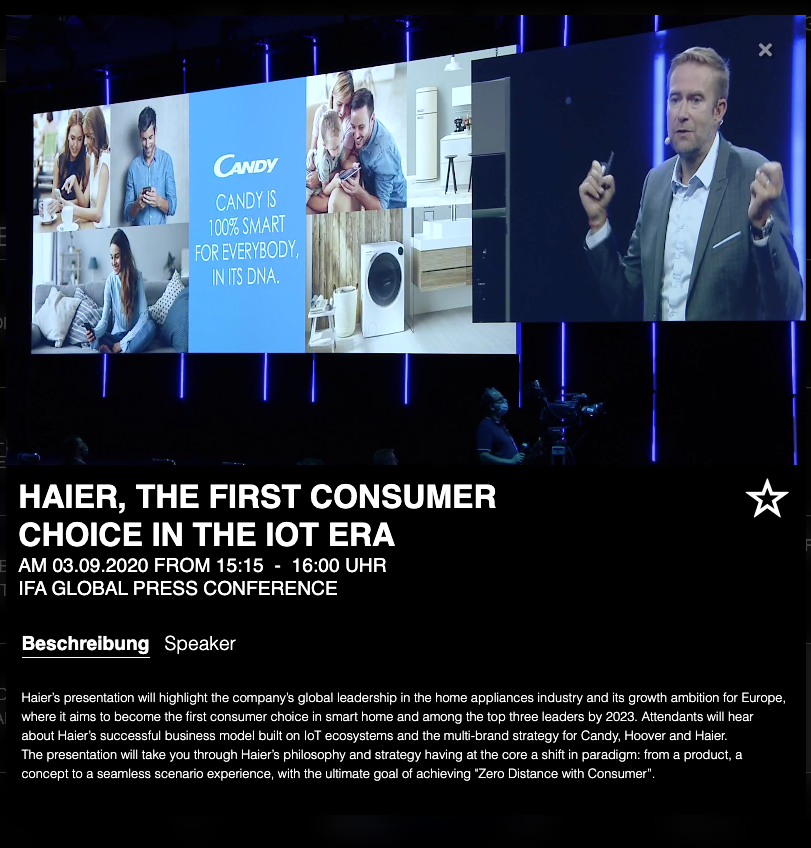 CANDY
CANDY IS
100% SMART
FOR EVERYBODY,
IN ITS DNA.
HAIER, THE FIRST CONSUMER
CHOICE IN THE IOT ERA
AM 03.09.2020 FROM 15:15 - 16:00 UHR
IFA GLOBAL PRESS CONFERENCE
Beschreibung Speaker
Haier's presentation will highlight the company's global leadership in the home appliances industry and its growth ambition for Europe,
where it aims to become the first consumer choice in smart home and among the top three leaders by 2023. Attendants will hear
about Haier's successful business model built on IoT ecosystems and the multi-brand strategy for Candy, Hoover and Haier.
The presentation will take you through Haier's philosophy and strategy having at the core a shift in paradigm: from a product, a
concept to a seamless scenario experience, with the ultimate goal of achieving "Zero Distance with Consumer".